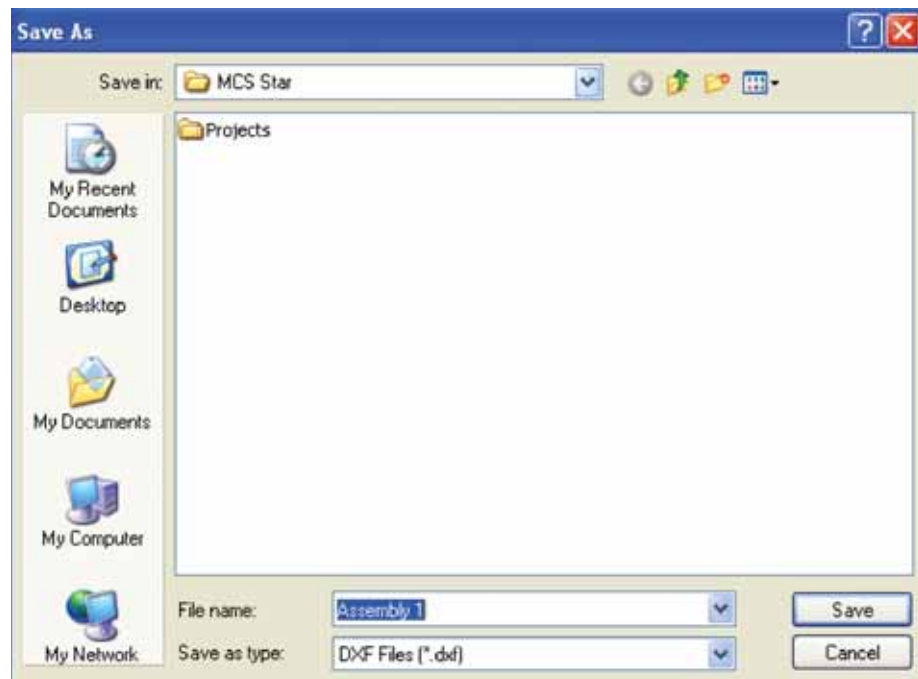 Save As
Save in: MCS Star
Projects
My Recent
Documents
Desktop
My Documents
My Computer
My Network
File name: Assembly 1 Save
Save as type: DXF Files (*.dxf) Cancel